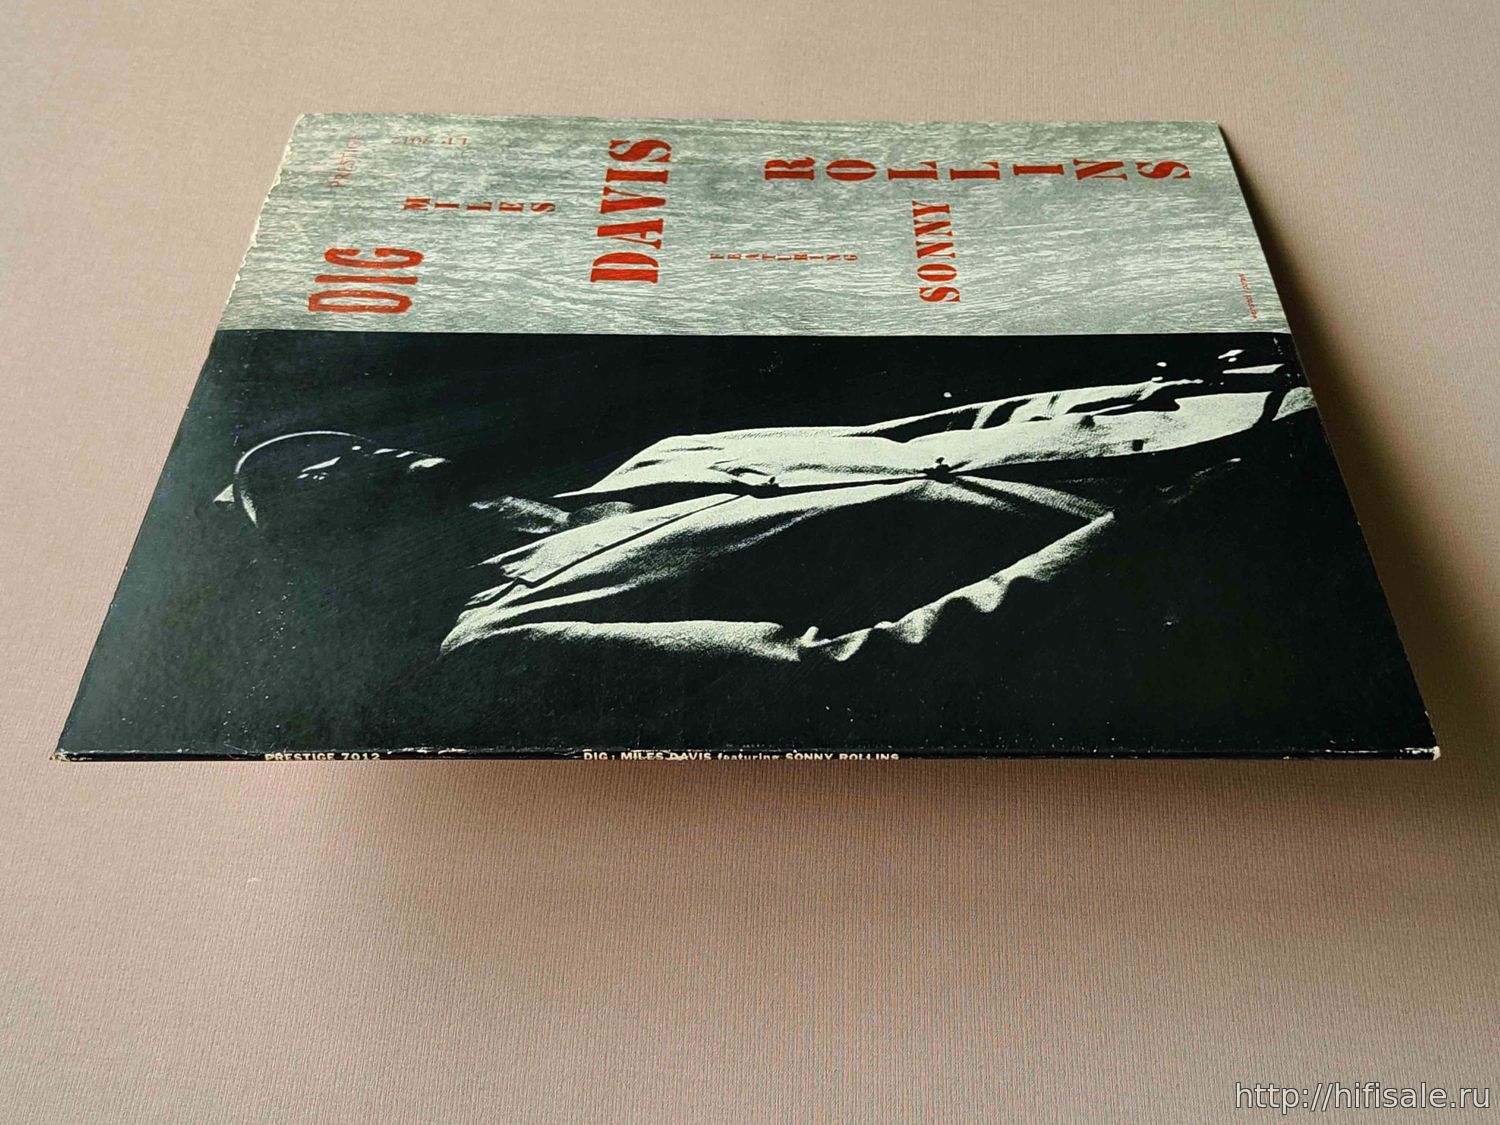 PRESTIGE
LP 7012
DIG
MILES
DAVIS
FEATURING
SONNY
ROLLINS
PRESTIGE 7012
DIG: MILES DAVIS featuring SONNY ROLLINS
http://hifisale.ru